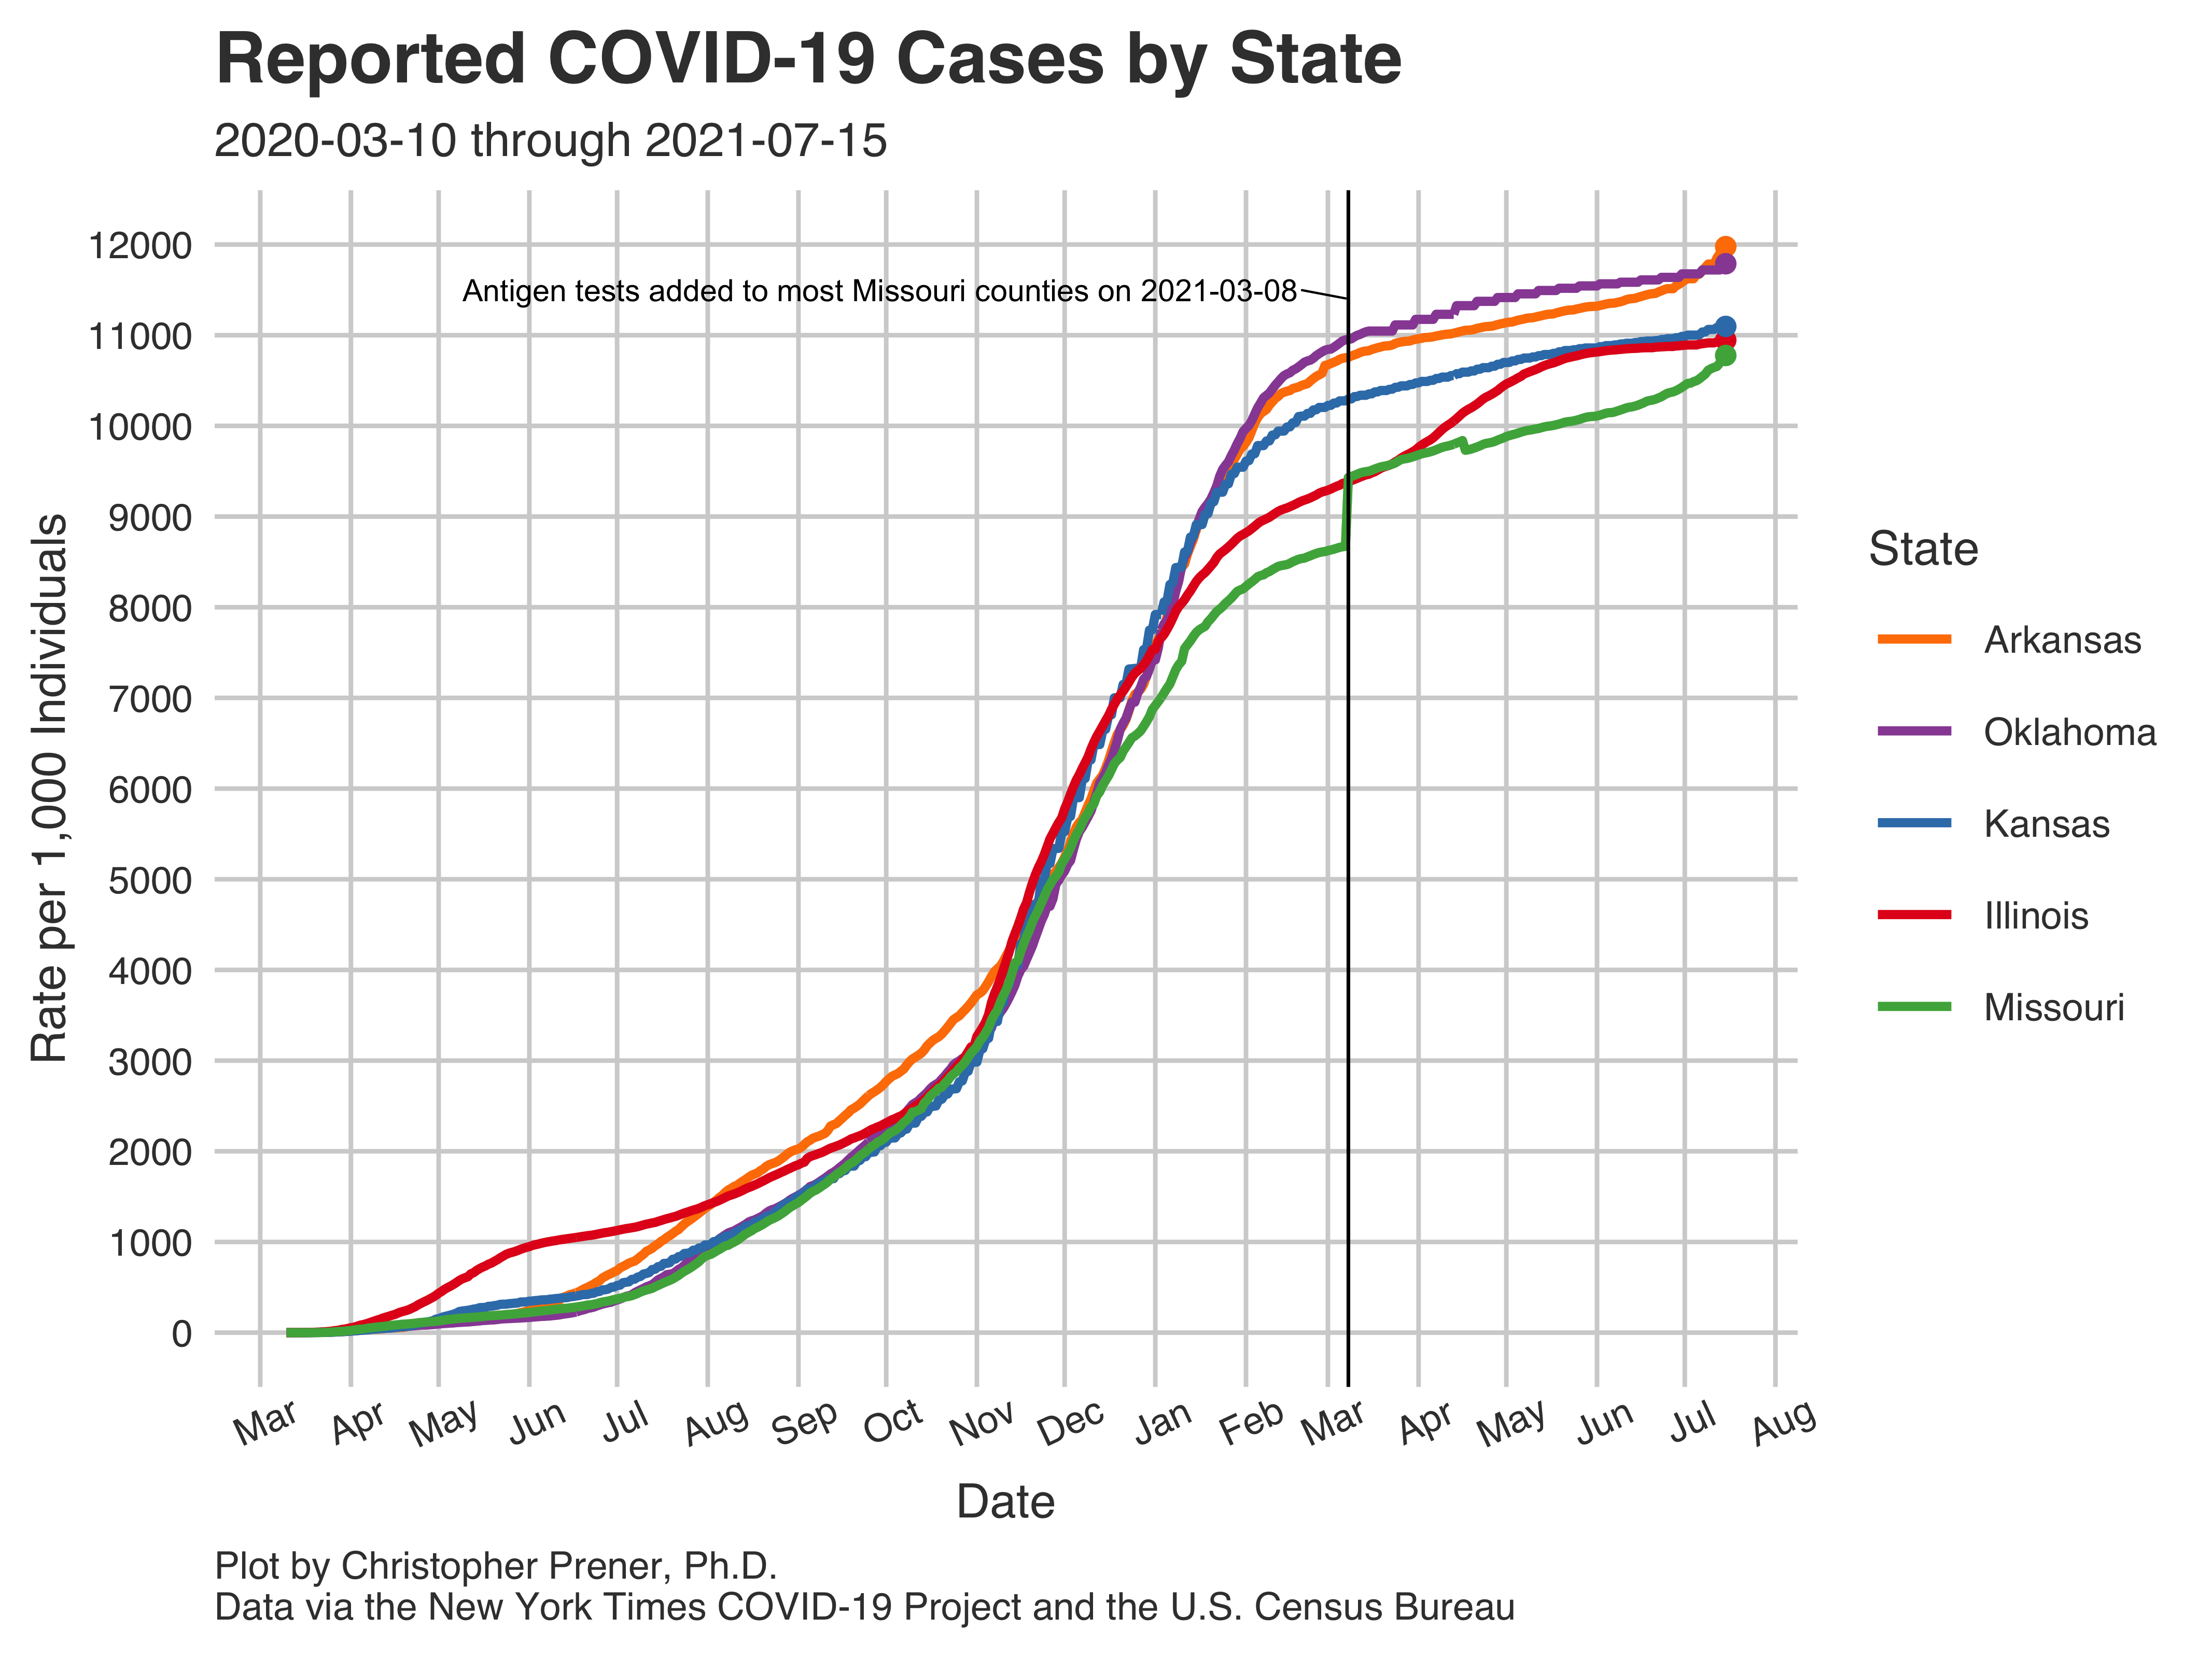 Reported COVID-19 Cases by State
2020-03-10 through 2021-07-15
12000
11000
10000
9000
8000
7000
6000
5000
4000
3000
2000
1000
0
Rate per 1,000 Individuals
Antigen tests added to most Missouri counties on 2021-03-08
Mar Apr May Jun Jul Aug Sep Oct Nov Dec Jan Feb Mar Apr May Jun Jul Aug
Date
State
Arkansas
Oklahoma
Kansas
Illinois
Missouri
Plot by Christopher Prener, Ph.D.
Data via the New York Times COVID-19 Project and the U.S. Census Bureau